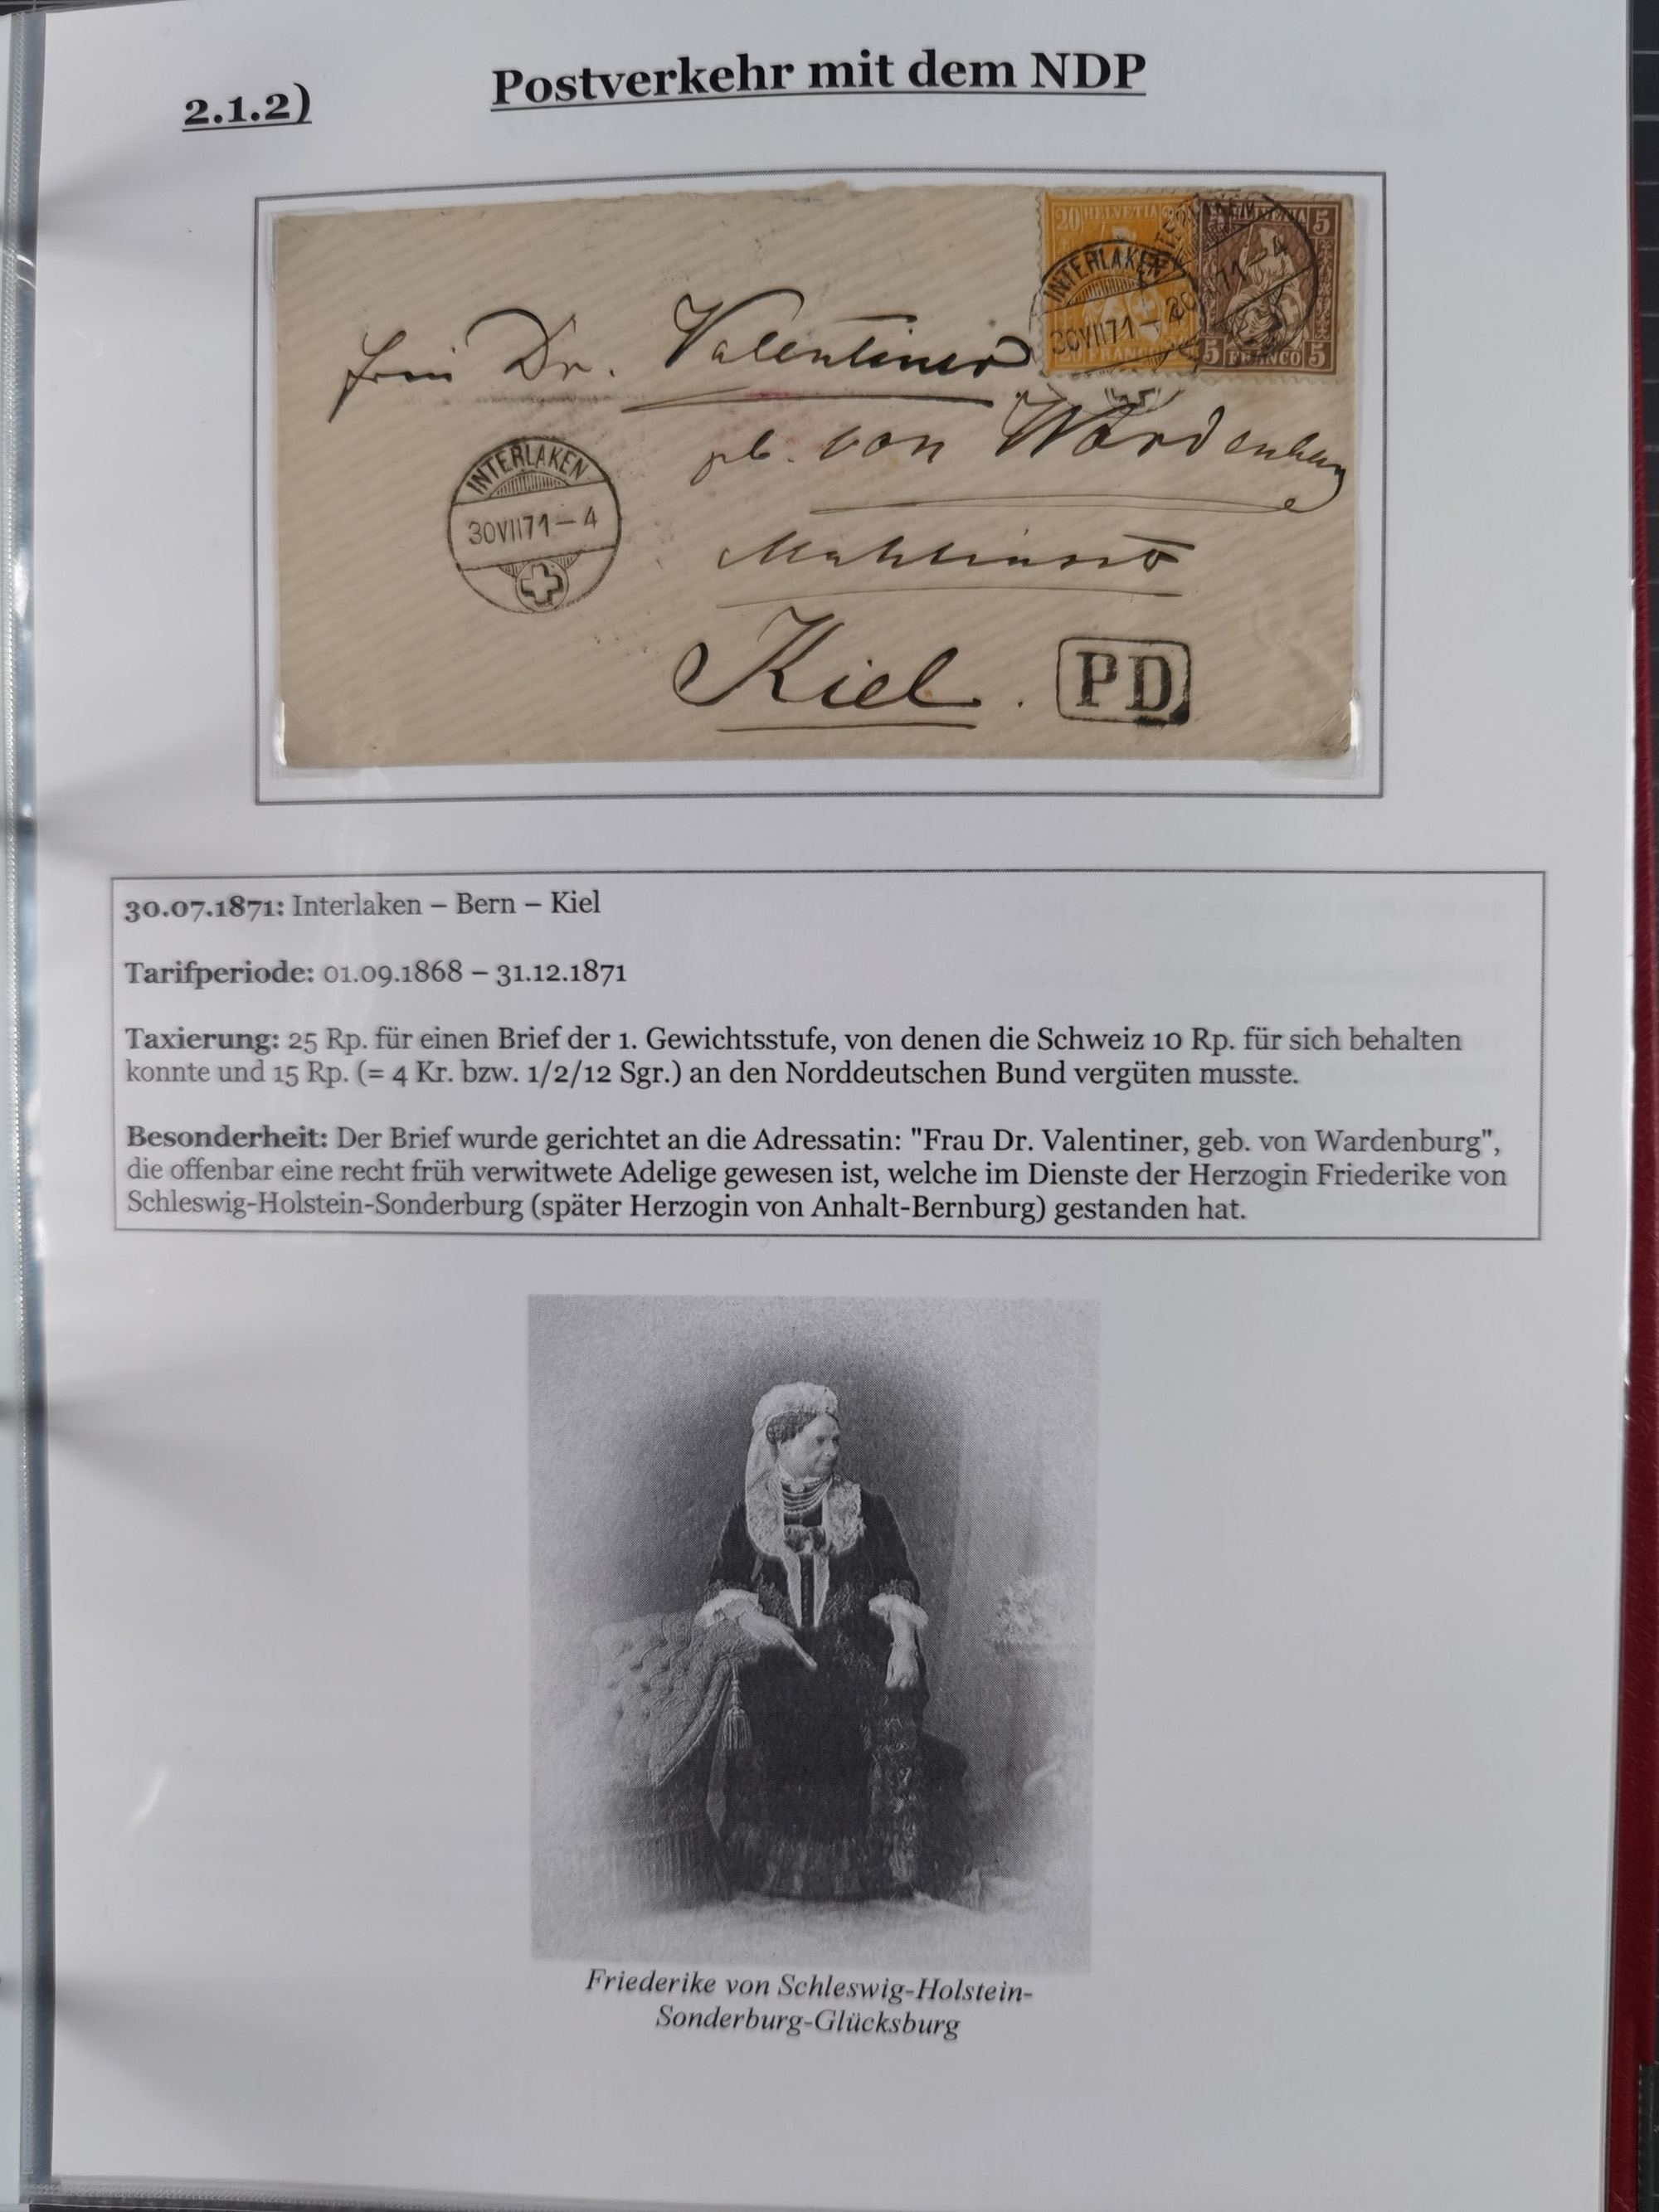 2.1.2) Postverkehr mit dem NDP
20 HELVETIA 20
5 HELVETIA 5
INTERLAKEN
30VII71-4
20 FRANCO
5 FRANCO 5
Frau Dr. Valentiner
geb. von Wardenburg
INTERLAKEN
30VII71-4
Kiel.
PD
30.07.1871: Interlaken – Bern – Kiel
Tarifperiode: 01.09.1868 – 31.12.1871
Taxierung: 25 Rp. für einen Brief der 1. Gewichtsstufe, von denen die Schweiz 10 Rp. für sich behalten
konnte und 15 Rp. (= 4 Kr. bzw. 1/2/12 Sgr.) an den Norddeutschen Bund vergüten musste.
Besonderheit: Der Brief wurde gerichtet an die Adressatin: "Frau Dr. Valentiner, geb. von Wardenburg",
die offenbar eine recht früh verwitwete Adelige gewesen ist, welche im Dienste der Herzogin Friederike von
Schleswig-Holstein-Sonderburg (später Herzogin von Anhalt-Bernburg) gestanden hat.
Friederike von Schleswig-Holstein-
Sonderburg-Glücksburg